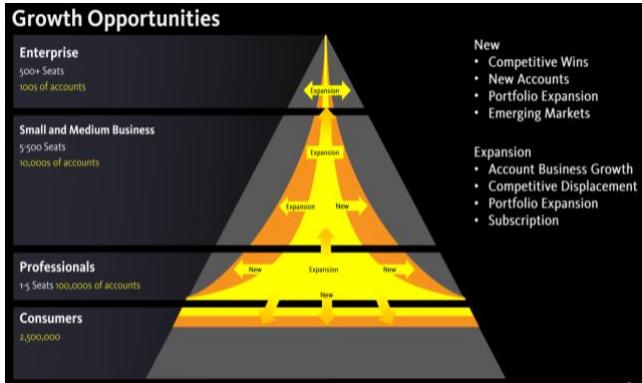 Growth Opportunities
Enterprise
500+ Seats
100s of accounts
Small and Medium Business
5-500 Seats
10,000s of accounts
Professionals
1-5 Seats 100,000s of accounts
Consumers
2,500,000
Expansion
Expansion
Expansion
New
New
Expansion
New
New
New
• Competitive Wins
• New Accounts
• Portfolio Expansion
• Emerging Markets
Expansion
• Account Business Growth
• Competitive Displacement
• Portfolio Expansion
• Subscription